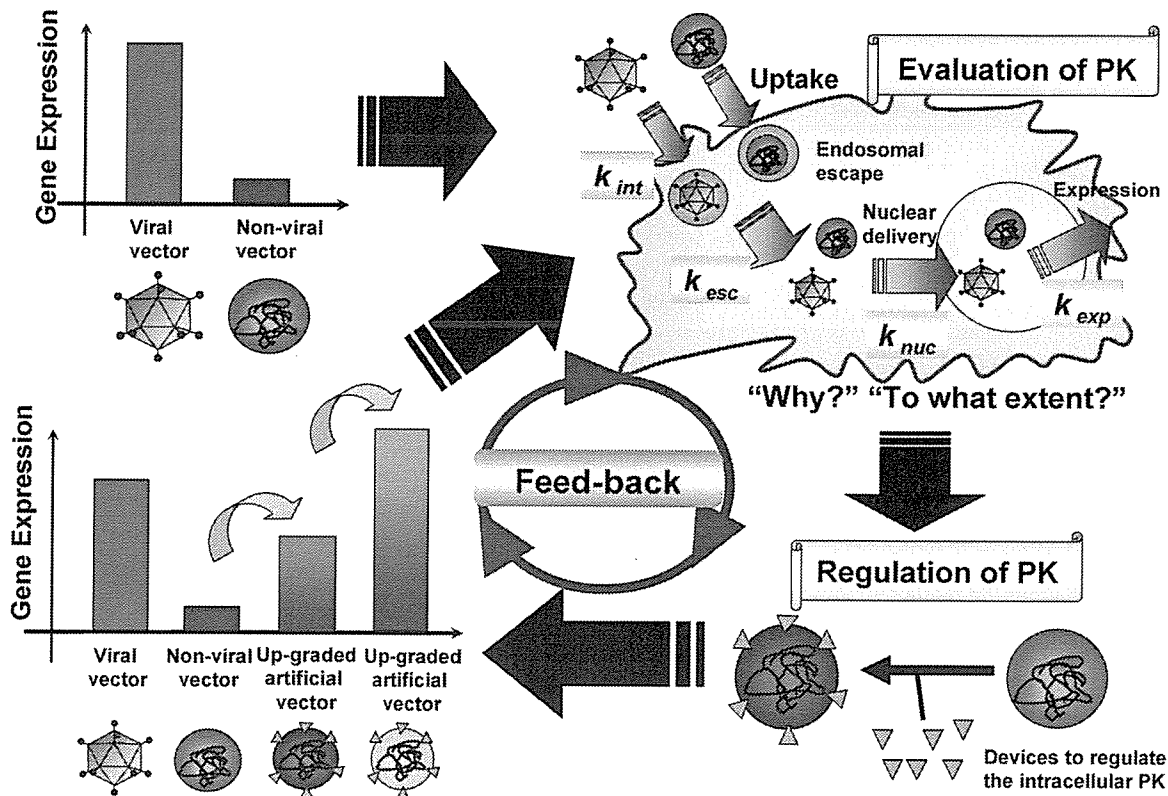 Gene Expression
Viral
vector
Non-viral
vector
Uptake
Evaluation of PK
k int
Endosomal
escape
Expression
Nuclear
delivery
k esc
k nuc
k exp
"Why?" "To what extent?"
Feed-back
Regulation of PK
Devices to regulate
the intracellular PK
Gene Expression
Viral
vector
Non-viral
vector
Up-graded
artificial
vector
Up-graded
artificial
vector